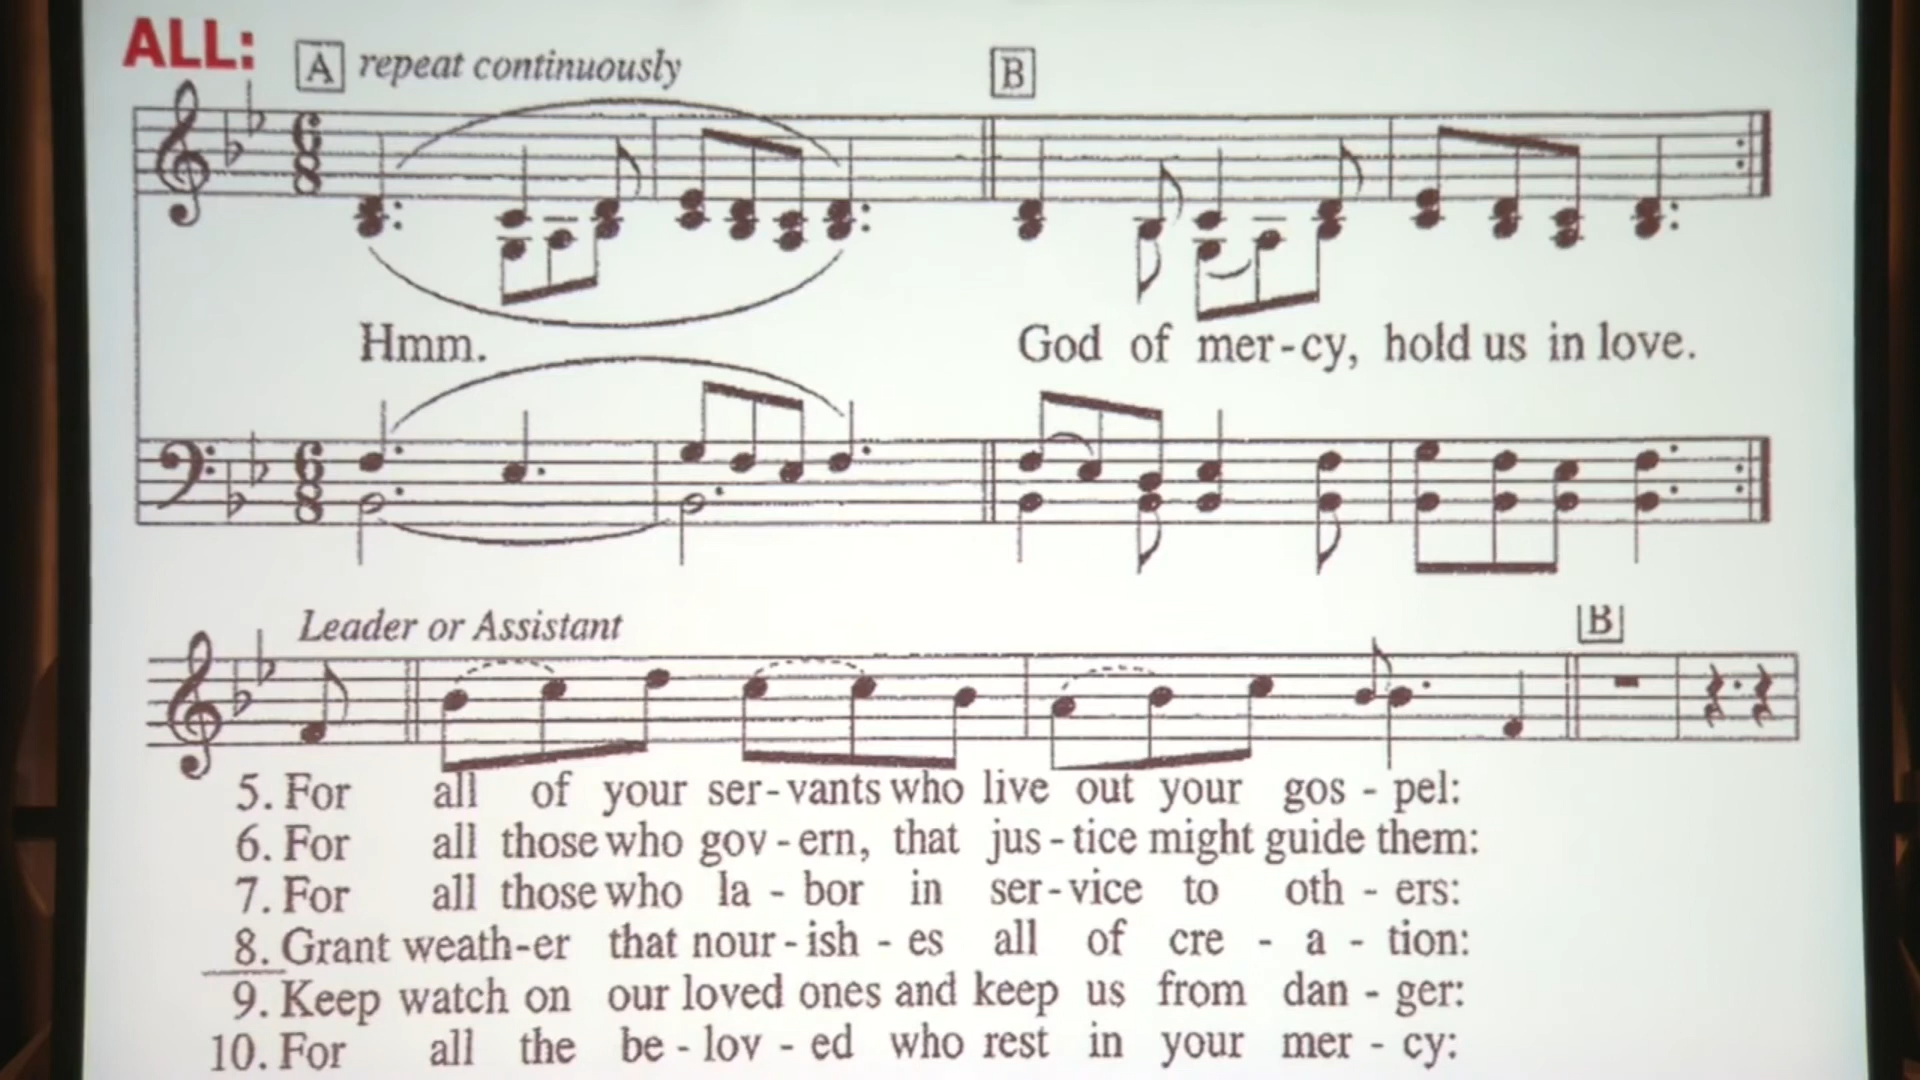 ALL: A repeat continuously B
Hmm. God of mer-cy, hold us in love.
Leader or Assistant B
5. For all of your ser-vants who live out your gos - pel:
6. For all those who gov - ern, that jus - tice might guide them:
7. For all those who la - bor in ser - vice to oth - ers:
8. Grant weath-er that nour - ish - es all of cre - a - tion:
9. Keep watch on our loved ones and keep us from dan - ger:
10. For all the be - lov - ed who rest in your mer - cy: